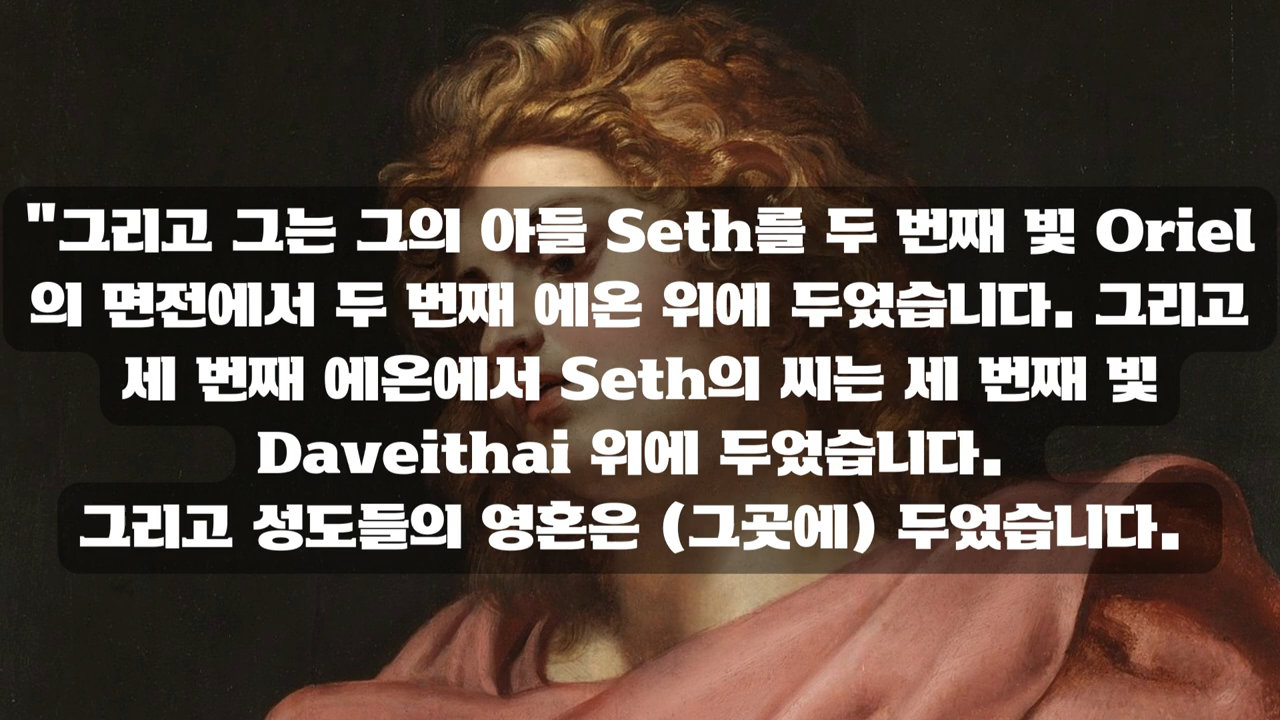 "그리고 그는 그의 아들 Seth를 두 번째 빛 Oriel
의 면전에서 두 번째 에온 위에 두었습니다. 그리고
세 번째 에온에서 Seth의 씨는 세 번째 빛
Daveithai 위에 두었습니다.
그리고 성도들의 영혼은 (그곳에) 두었습니다.